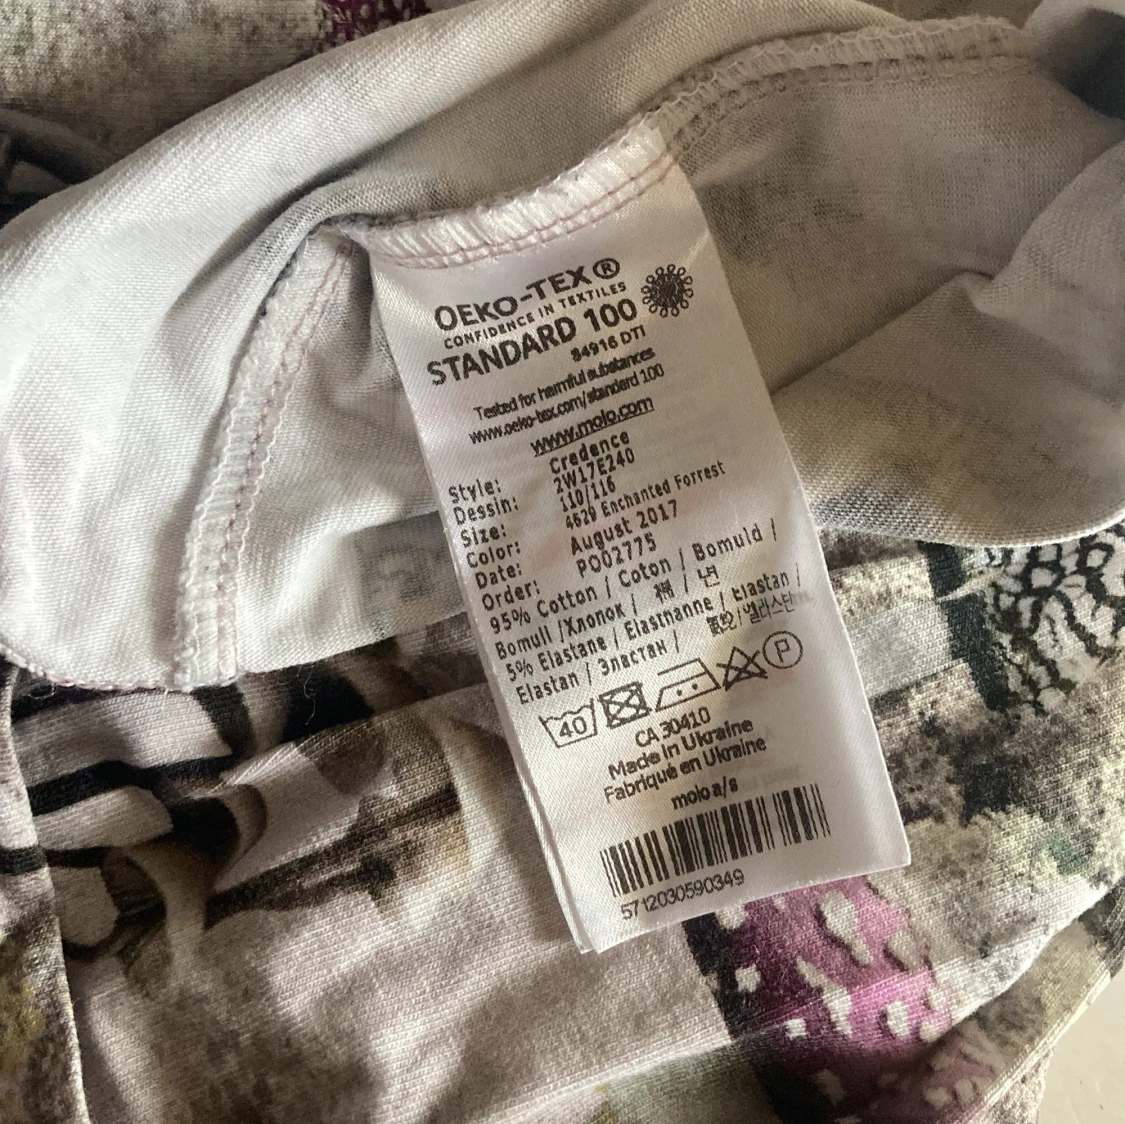 OEKO-TEX®
CONFIDENCE IN TEXTILES
STANDARD 100
84916 DTI
Tested for harmful substances
www.oeko-tex.com/standard 100
www.molo.com
Style: Credence
Dessin: 2W17E240
Size: 110/116
Color: 4629 Enchanted Forrest
Date: August 2017
Order: PO02775
95% Cotton / Coton / Bomuld /
Bomull /Хлопок / 棉 / 년
5% Elastane / Elastnanne / Elastan /
Elastan / Эластан /
40
P
CA 30410
Made in Ukraine
Fabriqué en Ukraine
molo a/s
5712030590349